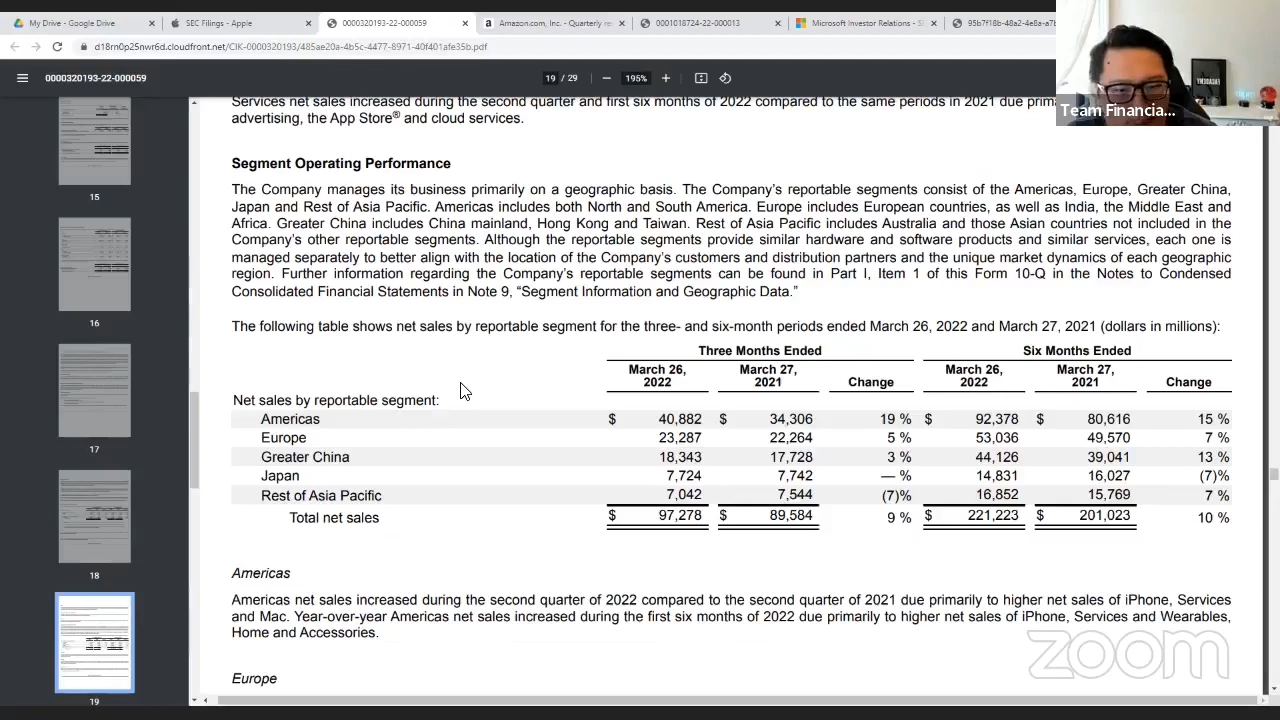 My Drive - Google Drive × SEC Filings - Apple × 0000320193-22-000059 × Amazon.com, Inc. - Quarterly re × 0001018724-22-000013 × Microsoft Investor Relations - S ×
d18rn0p25nwr6d.cloudfront.net/CIK-0000320193/485ae20a-4b5c-4477-8971-40f401afe35b.pdf
0000320193-22-000059 19 / 29 — 195% +
Team Financia...
15
16
17
18
19
Services net sales increased during the second quarter and first six months of 2022 compared to the same periods in 2021 due
advertising, the App Store® and cloud services.
Segment Operating Performance
The Company manages its business primarily on a geographic basis. The Company's reportable segments consist of the Americas, Europe, Greater China,
Japan and Rest of Asia Pacific. Americas includes both North and South America. Europe includes European countries, as well as India, the Middle East and
Africa. Greater China includes China mainland, Hong Kong and Taiwan. Rest of Asia Pacific includes Australia and those Asian countries not included in the
Company's other reportable segments. Although the reportable segments provide similar hardware and software products and similar services, each one is
managed separately to better align with the location of the Company's customers and distribution partners and the unique market dynamics of each geographic
region. Further information regarding the Company's reportable segments can be found in Part I, Item 1 of this Form 10-Q in the Notes to Condensed
Consolidated Financial Statements in Note 9, “Segment Information and Geographic Data.”
The following table shows net sales by reportable segment for the three- and six-month periods ended March 26, 2022 and March 27, 2021 (dollars in millions):
Three Months Ended Six Months Ended
March 26, March 27, March 26, March 27,
2022 2021 Change 2022 2021 Change
Net sales by reportable segment:
Americas $ 40,882 $ 34,306 19 % $ 92,378 $ 80,616 15 %
Europe 23,287 22,264 5 % 53,036 49,570 7 %
Greater China 18,343 17,728 3 % 44,126 39,041 13 %
Japan 7,724 7,742 — % 14,831 16,027 (7)%
Rest of Asia Pacific 7,042 7,544 (7)% 16,852 15,769 7 %
Total net sales $ 97,278 $ 89,584 9 % $ 221,223 $ 201,023 10 %
Americas
Americas net sales increased during the second quarter of 2022 compared to the second quarter of 2021 due primarily to higher net sales of iPhone, Services
and Mac. Year-over-year Americas net sales increased during the first six months of 2022 due primarily to higher net sales of iPhone, Services and Wearables,
Home and Accessories.
Europe
zoom